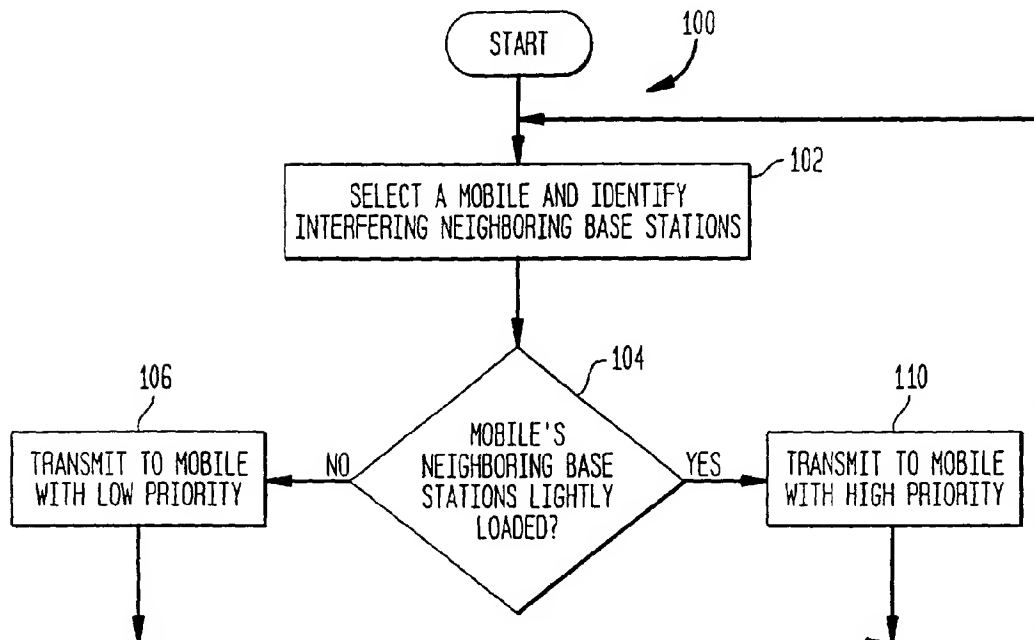 START
100
102
SELECT A MOBILE AND IDENTIFY
INTERFERING NEIGHBORING BASE STATIONS
104
106
110
MOBILE'S
NEIGHBORING BASE
STATIONS LIGHTLY
LOADED?
NO
YES
TRANSMIT TO MOBILE
WITH LOW PRIORITY
TRANSMIT TO MOBILE
WITH HIGH PRIORITY